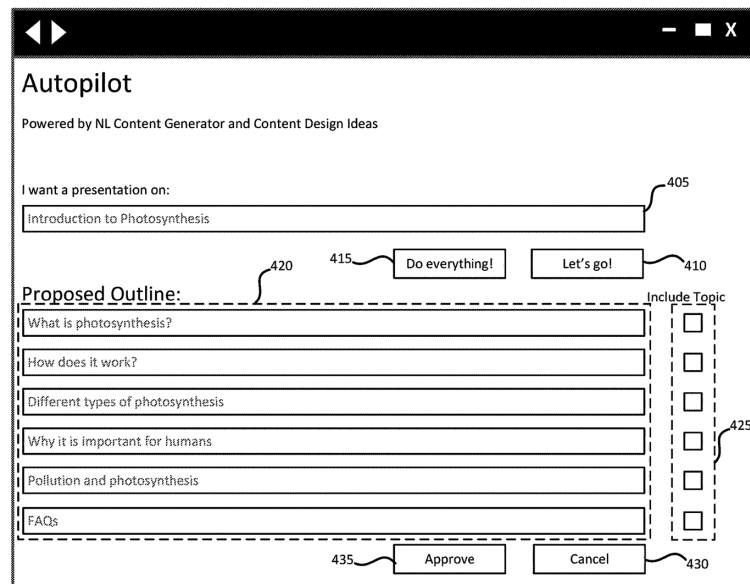 X
Autopilot
Powered by NL Content Generator and Content Design Ideas
I want a presentation on:
405
Introduction to Photosynthesis
415
Do everything!
Let's go!
410
420
Proposed Outline:
Include Topic
What is photosynthesis?
How does it work?
Different types of photosynthesis
Why it is important for humans
425
Pollution and photosynthesis
FAQs
435
Approve
Cancel
430